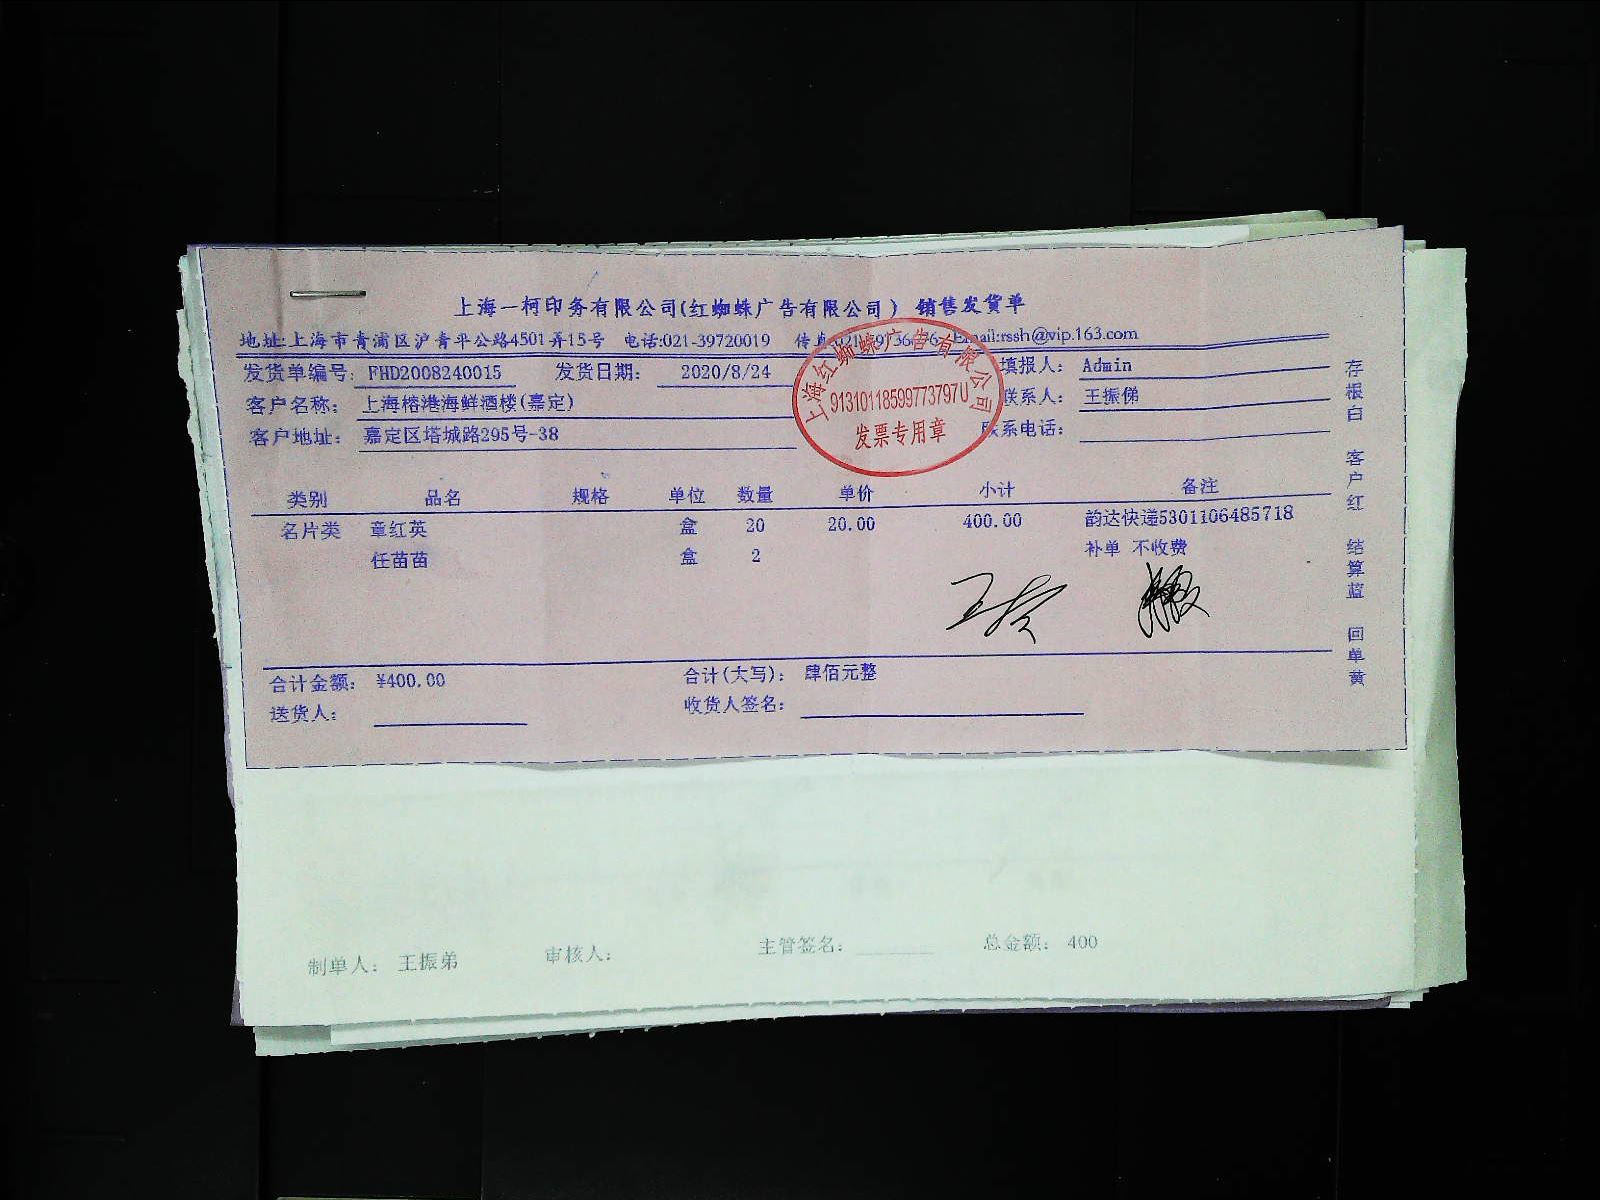 上海一柯印务有限公司(红蜘蛛广告有限公司) 销售发货单
地址:上海市青浦区沪青平公路4501弄15号 电话:021-39720019 传真 mail:rssh@vip.163.com
发货单编号: FHD2008240015 发货日期: 2020/8/24 填报人: Admin
客户名称: 上海榕港海鲜酒楼(嘉定) 联系人: 王振俤
客户地址: 嘉定区塔城路295号-38 联系电话:
上海红蜘蛛广告有限公司
91310118599773797U
发票专用章
类别 品名 规格 单位 数量 单价 小计 备注
名片类 章红英 盒 20 20.00 400.00 韵达快递5301106485718
任苗苗 盒 2 补单 不收费
合计金额: ¥400.00 合计(大写): 肆佰元整
送货人: 收货人签名:
存根白 客户红 结算蓝 回单黄
制单人: 王振弟 审核人: 主管签名: 总金额: 400